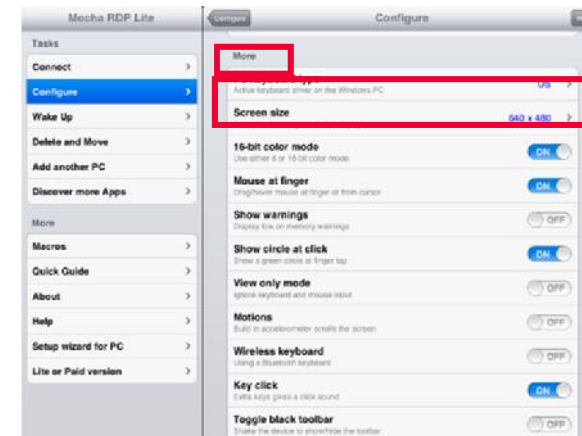 Mocha RDP Lite
Tasks
Connect
Configure
Wake Up
Delete and Move
Add another PC
Discover more Apps
More
Macros
Quick Guide
About
Help
Setup wizard for PC
Lite or Paid version
Configure
Configure
More
Active keyboard driver on the Windows PC
US
Screen size
640 x 480
16-bit color mode
Use either 8 or 16 bit color mode
ON
Mouse at finger
Drag/hover mouse at finger or from cursor
ON
Show warnings
Display low on memory warnings
OFF
Show circle at click
Show a green circle at finger tap
ON
View only mode
Ignore keyboard and mouse input
OFF
Motions
Build in accelerometer scrolls the screen
OFF
Wireless keyboard
Using a Bluetooth keyboard
OFF
Key click
Extra keys gives a click sound
ON
Toggle black toolbar
Shake the device to show/hide the toolbar
OFF